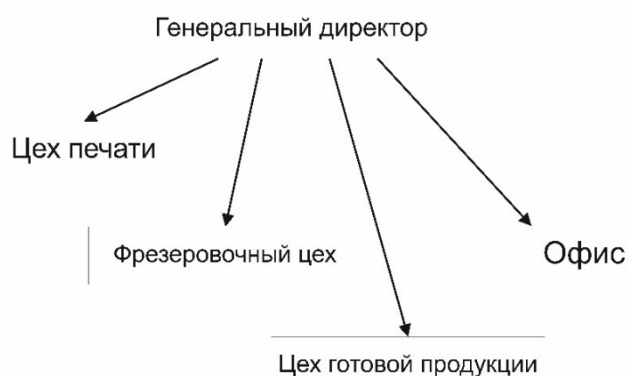 Генеральный директор
Цех печати
Фрезеровочный цех
Офис
Цех готовой продукции